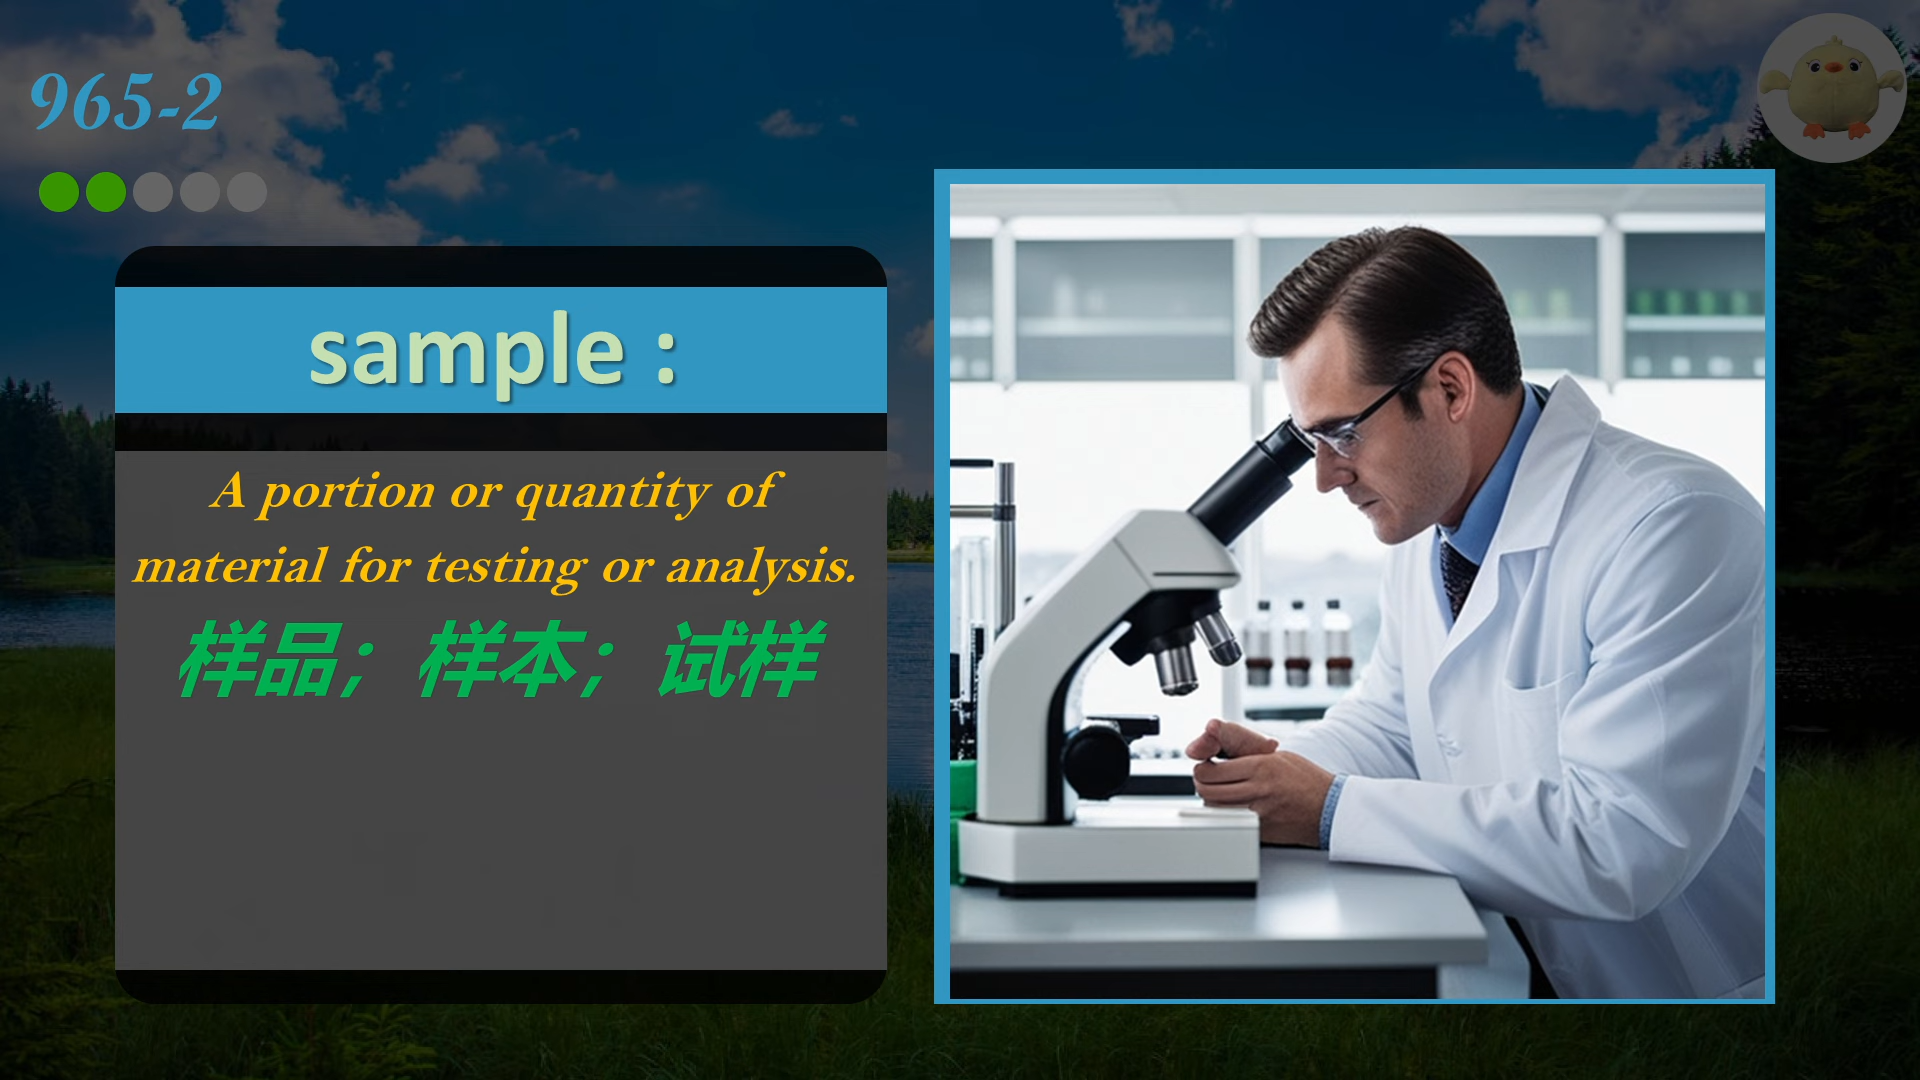 965-2
sample :
A portion or quantity of
material for testing or analysis.
样品；样本；试样